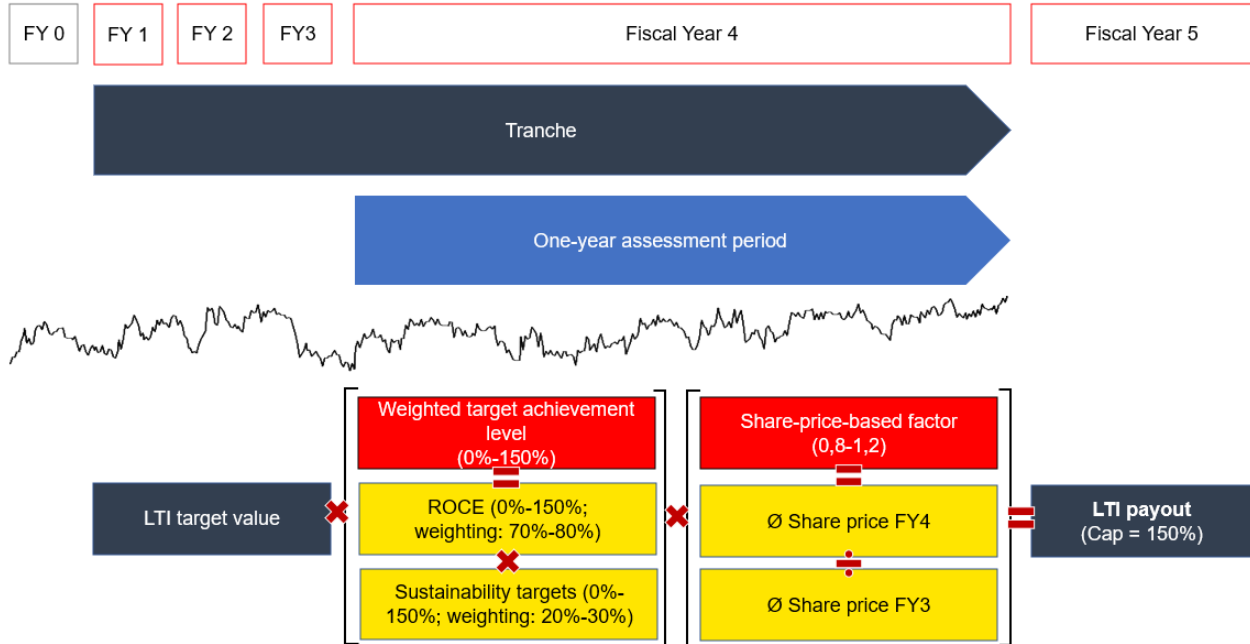 FY 0
FY 1
FY 2
FY3
Fiscal Year 4
Fiscal Year 5
Tranche
One-year assessment period
Weighted target achievement
level
(0%-150%)
Share-price-based factor
(0,8-1,2)
LTI target value
ROCE (0%-150%;
weighting: 70%-80%)
Ø Share price FY4
LTI payout
(Cap = 150%)
Sustainability targets (0%-
150%; weighting: 20%-30%)
Ø Share price FY3